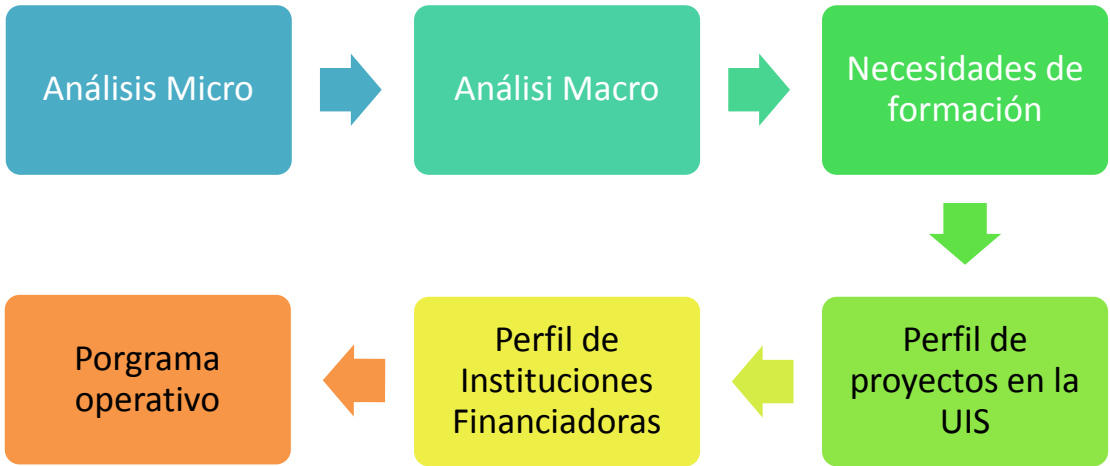 Análisis Micro
Análisi Macro
Necesidades de
formación
Perfil de
proyectos en la
UIS
Perfil de
Instituciones
Financiadoras
Porgrama
operativo